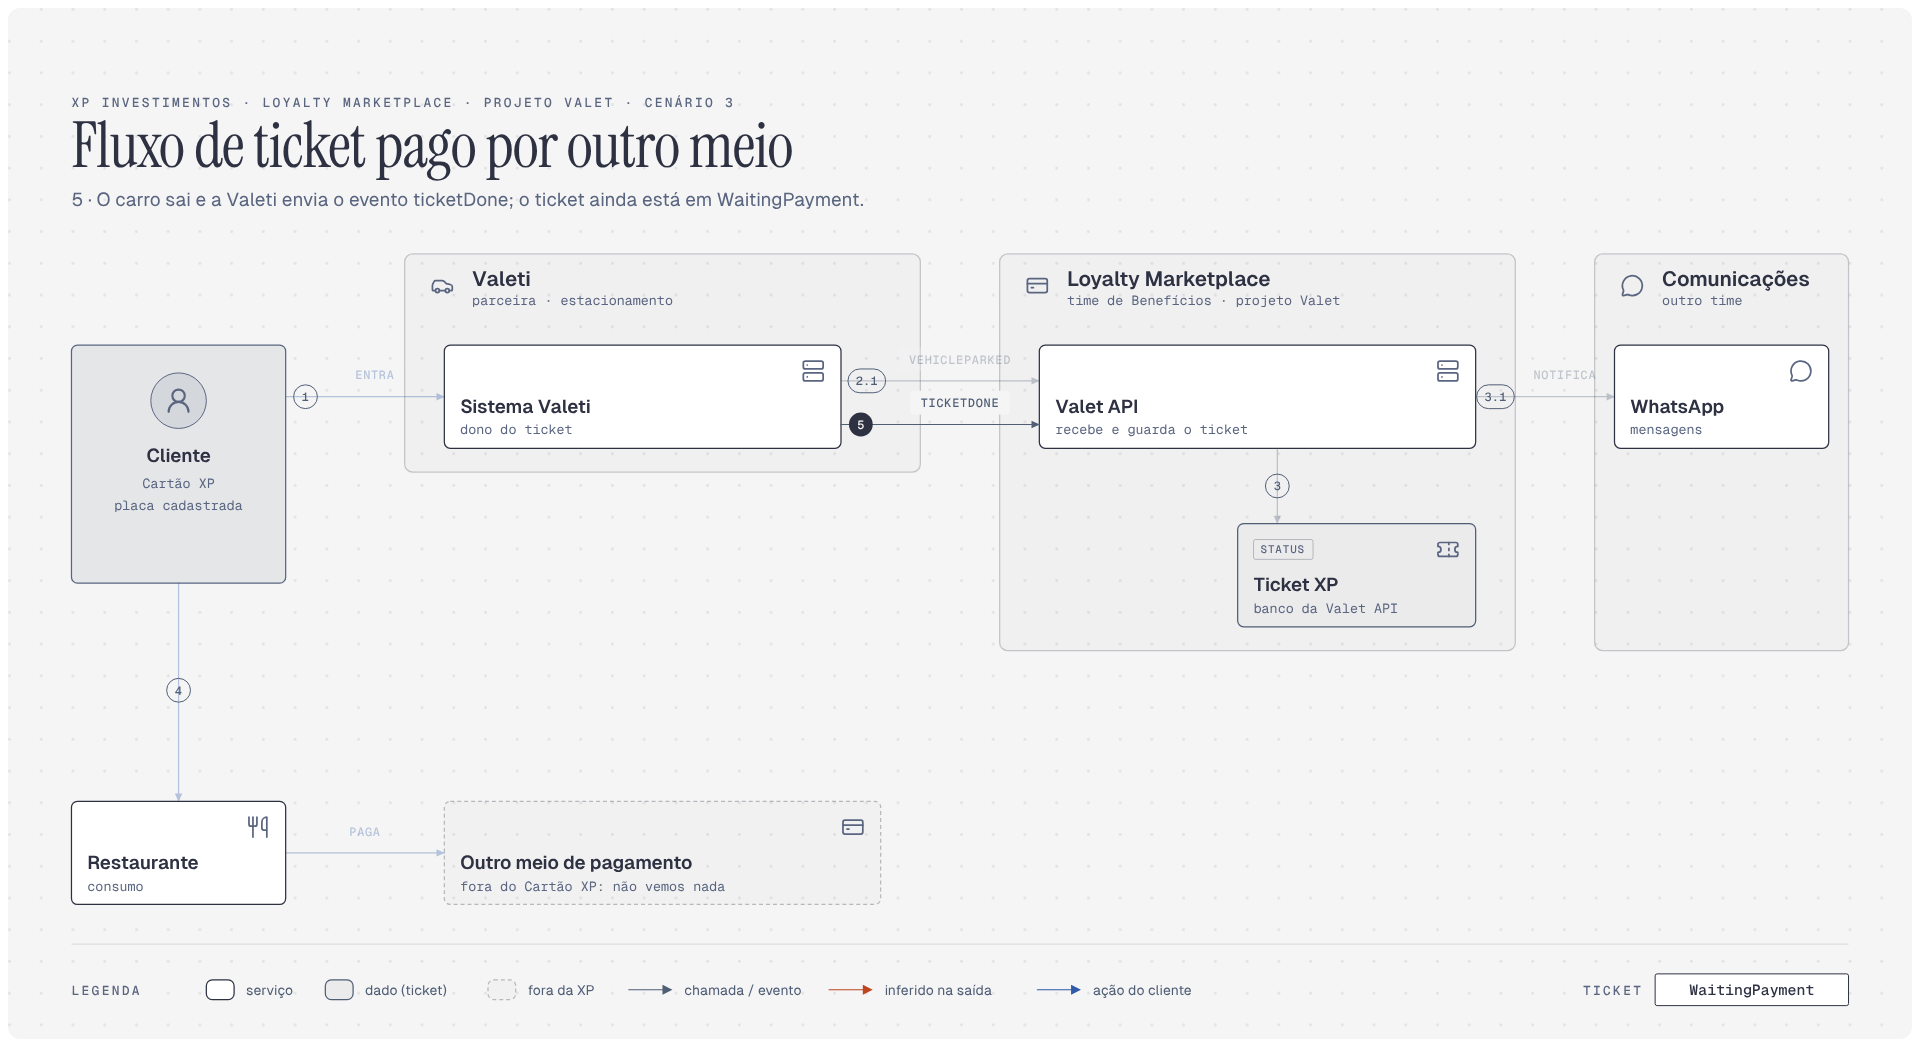 XP INVESTIMENTOS · LOYALTY MARKETPLACE · PROJETO VALET · CENÁRIO 3
Fluxo de ticket pago por outro meio
5 · O carro sai e a Valeti envia o evento ticketDone; o ticket ainda está em WaitingPayment.
Valeti
parceira · estacionamento
Loyalty Marketplace
time de Benefícios · projeto Valet
Comunicações
outro time
Cliente
Cartão XP
placa cadastrada
1
ENTRA
Sistema Valeti
dono do ticket
2.1
VEHICLEPARKED
TICKETDONE
5
Valet API
recebe e guarda o ticket
3.1
NOTIFICA
WhatsApp
mensagens
3
STATUS
Ticket XP
banco da Valet API
4
Restaurante
consumo
PAGA
Outro meio de pagamento
fora do Cartão XP: não vemos nada
LEGENDA
serviço
dado (ticket)
fora da XP
chamada / evento
inferido na saída
ação do cliente
TICKET
WaitingPayment